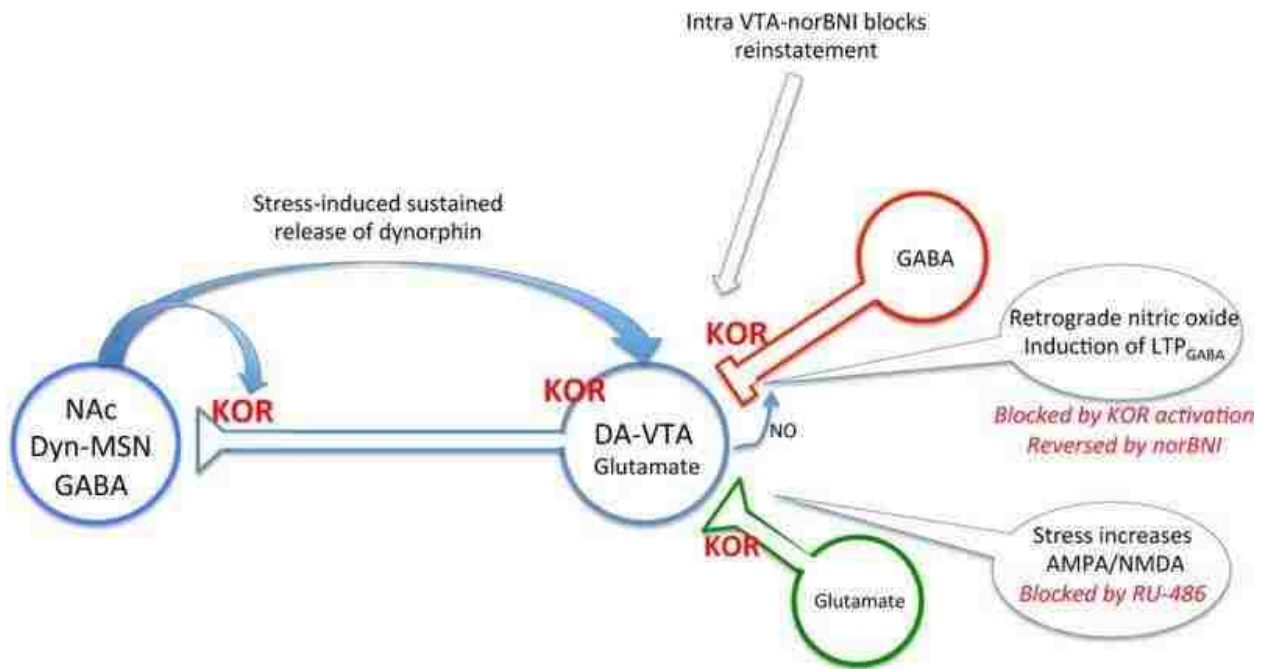 Intra VTA-norBNI blocks
reinstatement
Stress-induced sustained
release of dynorphin
GABA
KOR
Retrograde nitric oxide
Induction of LTPGABA
Blocked by KOR activation
Reversed by norBNI
KOR
KOR
NAc
Dyn-MSN
GABA
DA-VTA
Glutamate
NO
KOR
Glutamate
Stress increases
AMPA/NMDA
Blocked by RU-486